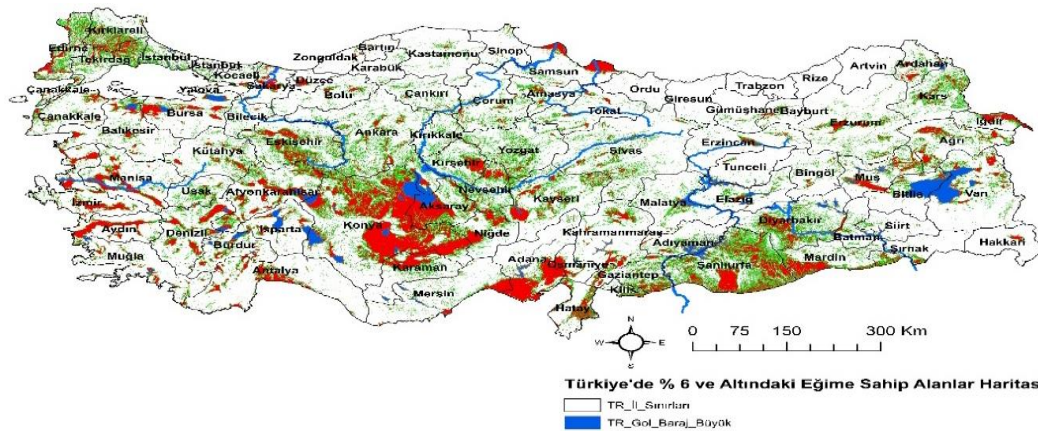 Kırklareli
Edirne
Tekirdağ
İstanbul
İstanbul
Kocaeli
Yalova
Sakarya
Düzce
Zonguldak
Bartın
Karabük
Kastamonu
Sinop
Samsun
Ordu
Giresun
Trabzon
Rize
Artvin
Ardahan
Kars
Iğdır
Ağrı
Erzurum
Bayburt
Gümüşhane
Çanakkale
Çanakkale
Balıkesir
Bursa
Bilecik
Bolu
Çankırı
Çorum
Amasya
Tokat
Eskişehir
Ankara
Kırıkkale
Yozgat
Sivas
Erzincan
Tunceli
Bingöl
Muş
Bitlis
Van
Kütahya
Manisa
Uşak
Afyonkarahisar
Kırşehir
Nevşehir
Kayseri
Malatya
Elazığ
Diyarbakır
Batman
Siirt
Şırnak
Hakkari
İzmir
Aydın
Denizli
Burdur
Isparta
Konya
Aksaray
Niğde
Kahramanmaraş
Adıyaman
Şanlıurfa
Mardin
Muğla
Antalya
Karaman
Mersin
Adana
Osmaniye
Gaziantep
Kilis
Hatay
N
W
E
S
0 75 150 300 Km
Türkiye'de % 6 ve Altındaki Eğime Sahip Alanlar Haritas
TR_İl_Sınırları
TR_Gol_Baraj_Büyük